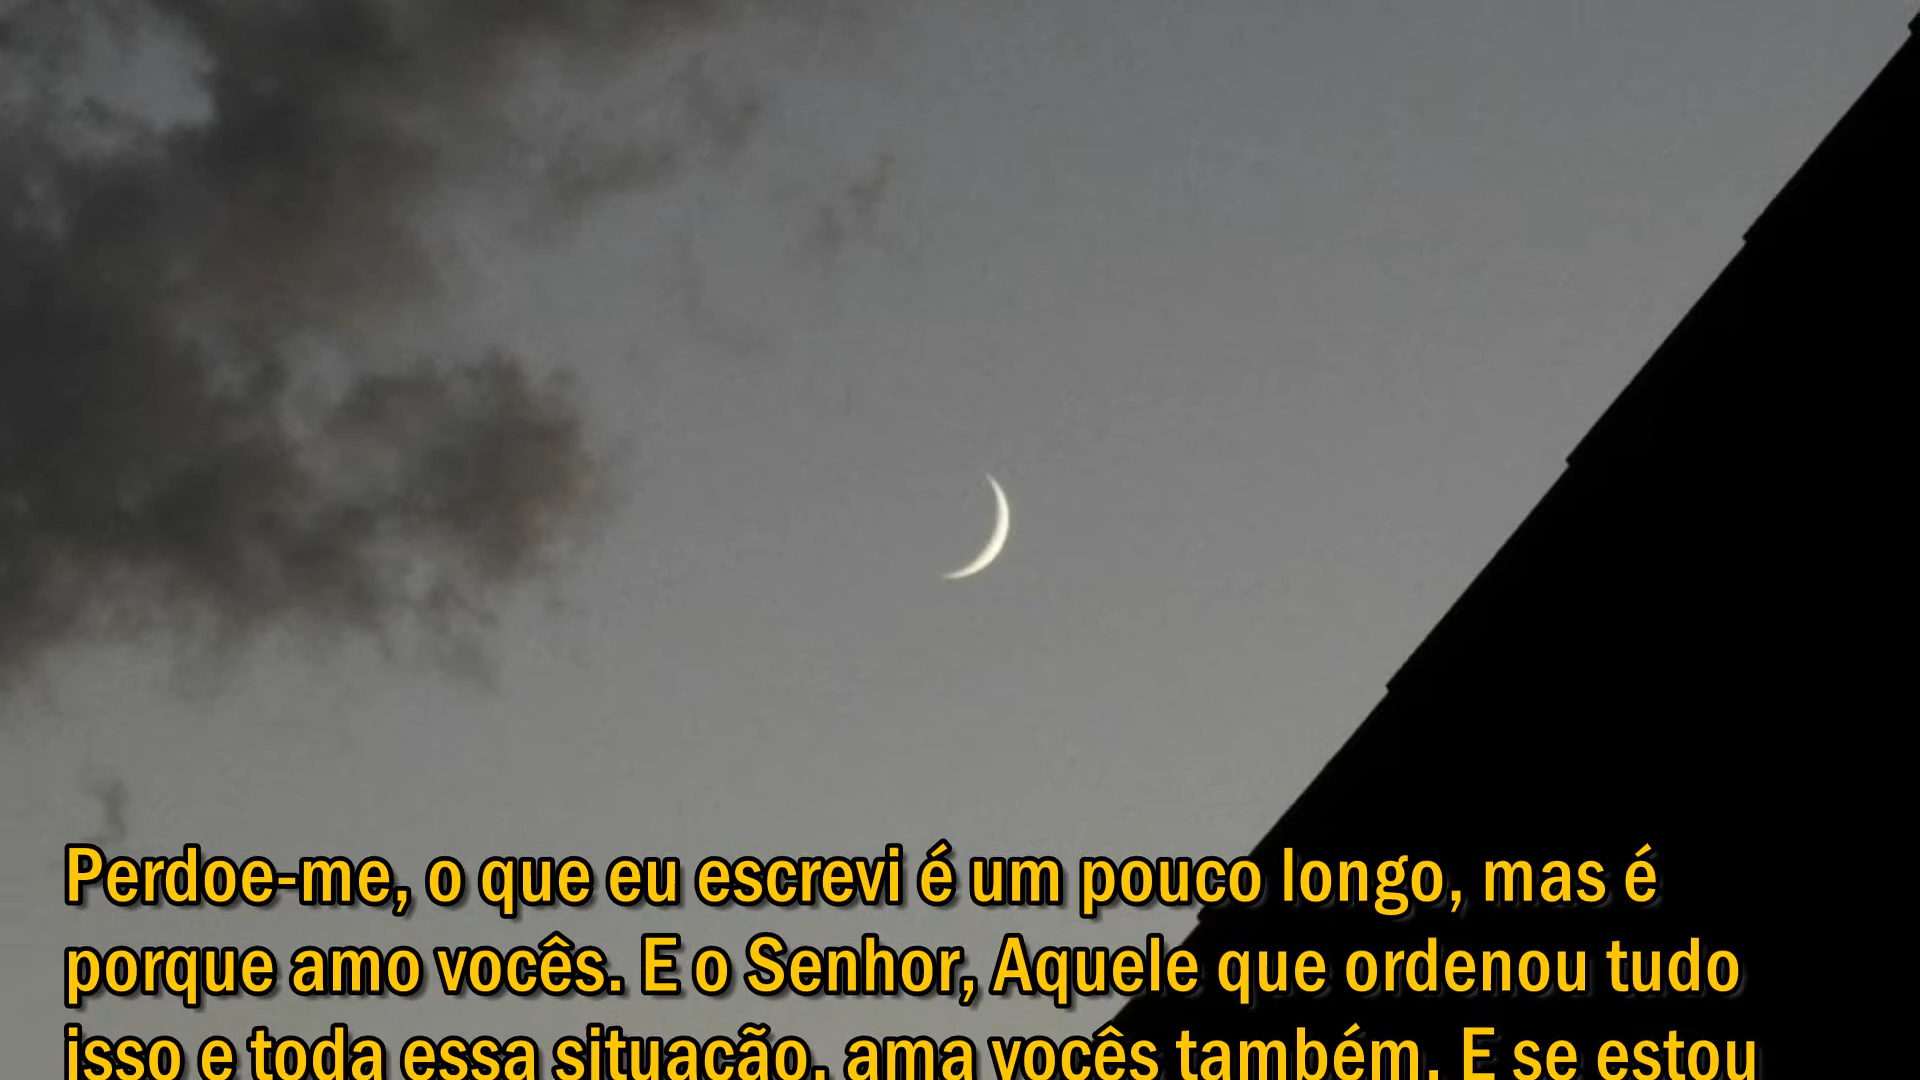 Perdoe-me, o que eu escrevi é um pouco longo, mas é
porque amo vocês. E o Senhor, Aquele que ordenou tudo
isso e toda essa situação, ama vocês também. E se estou